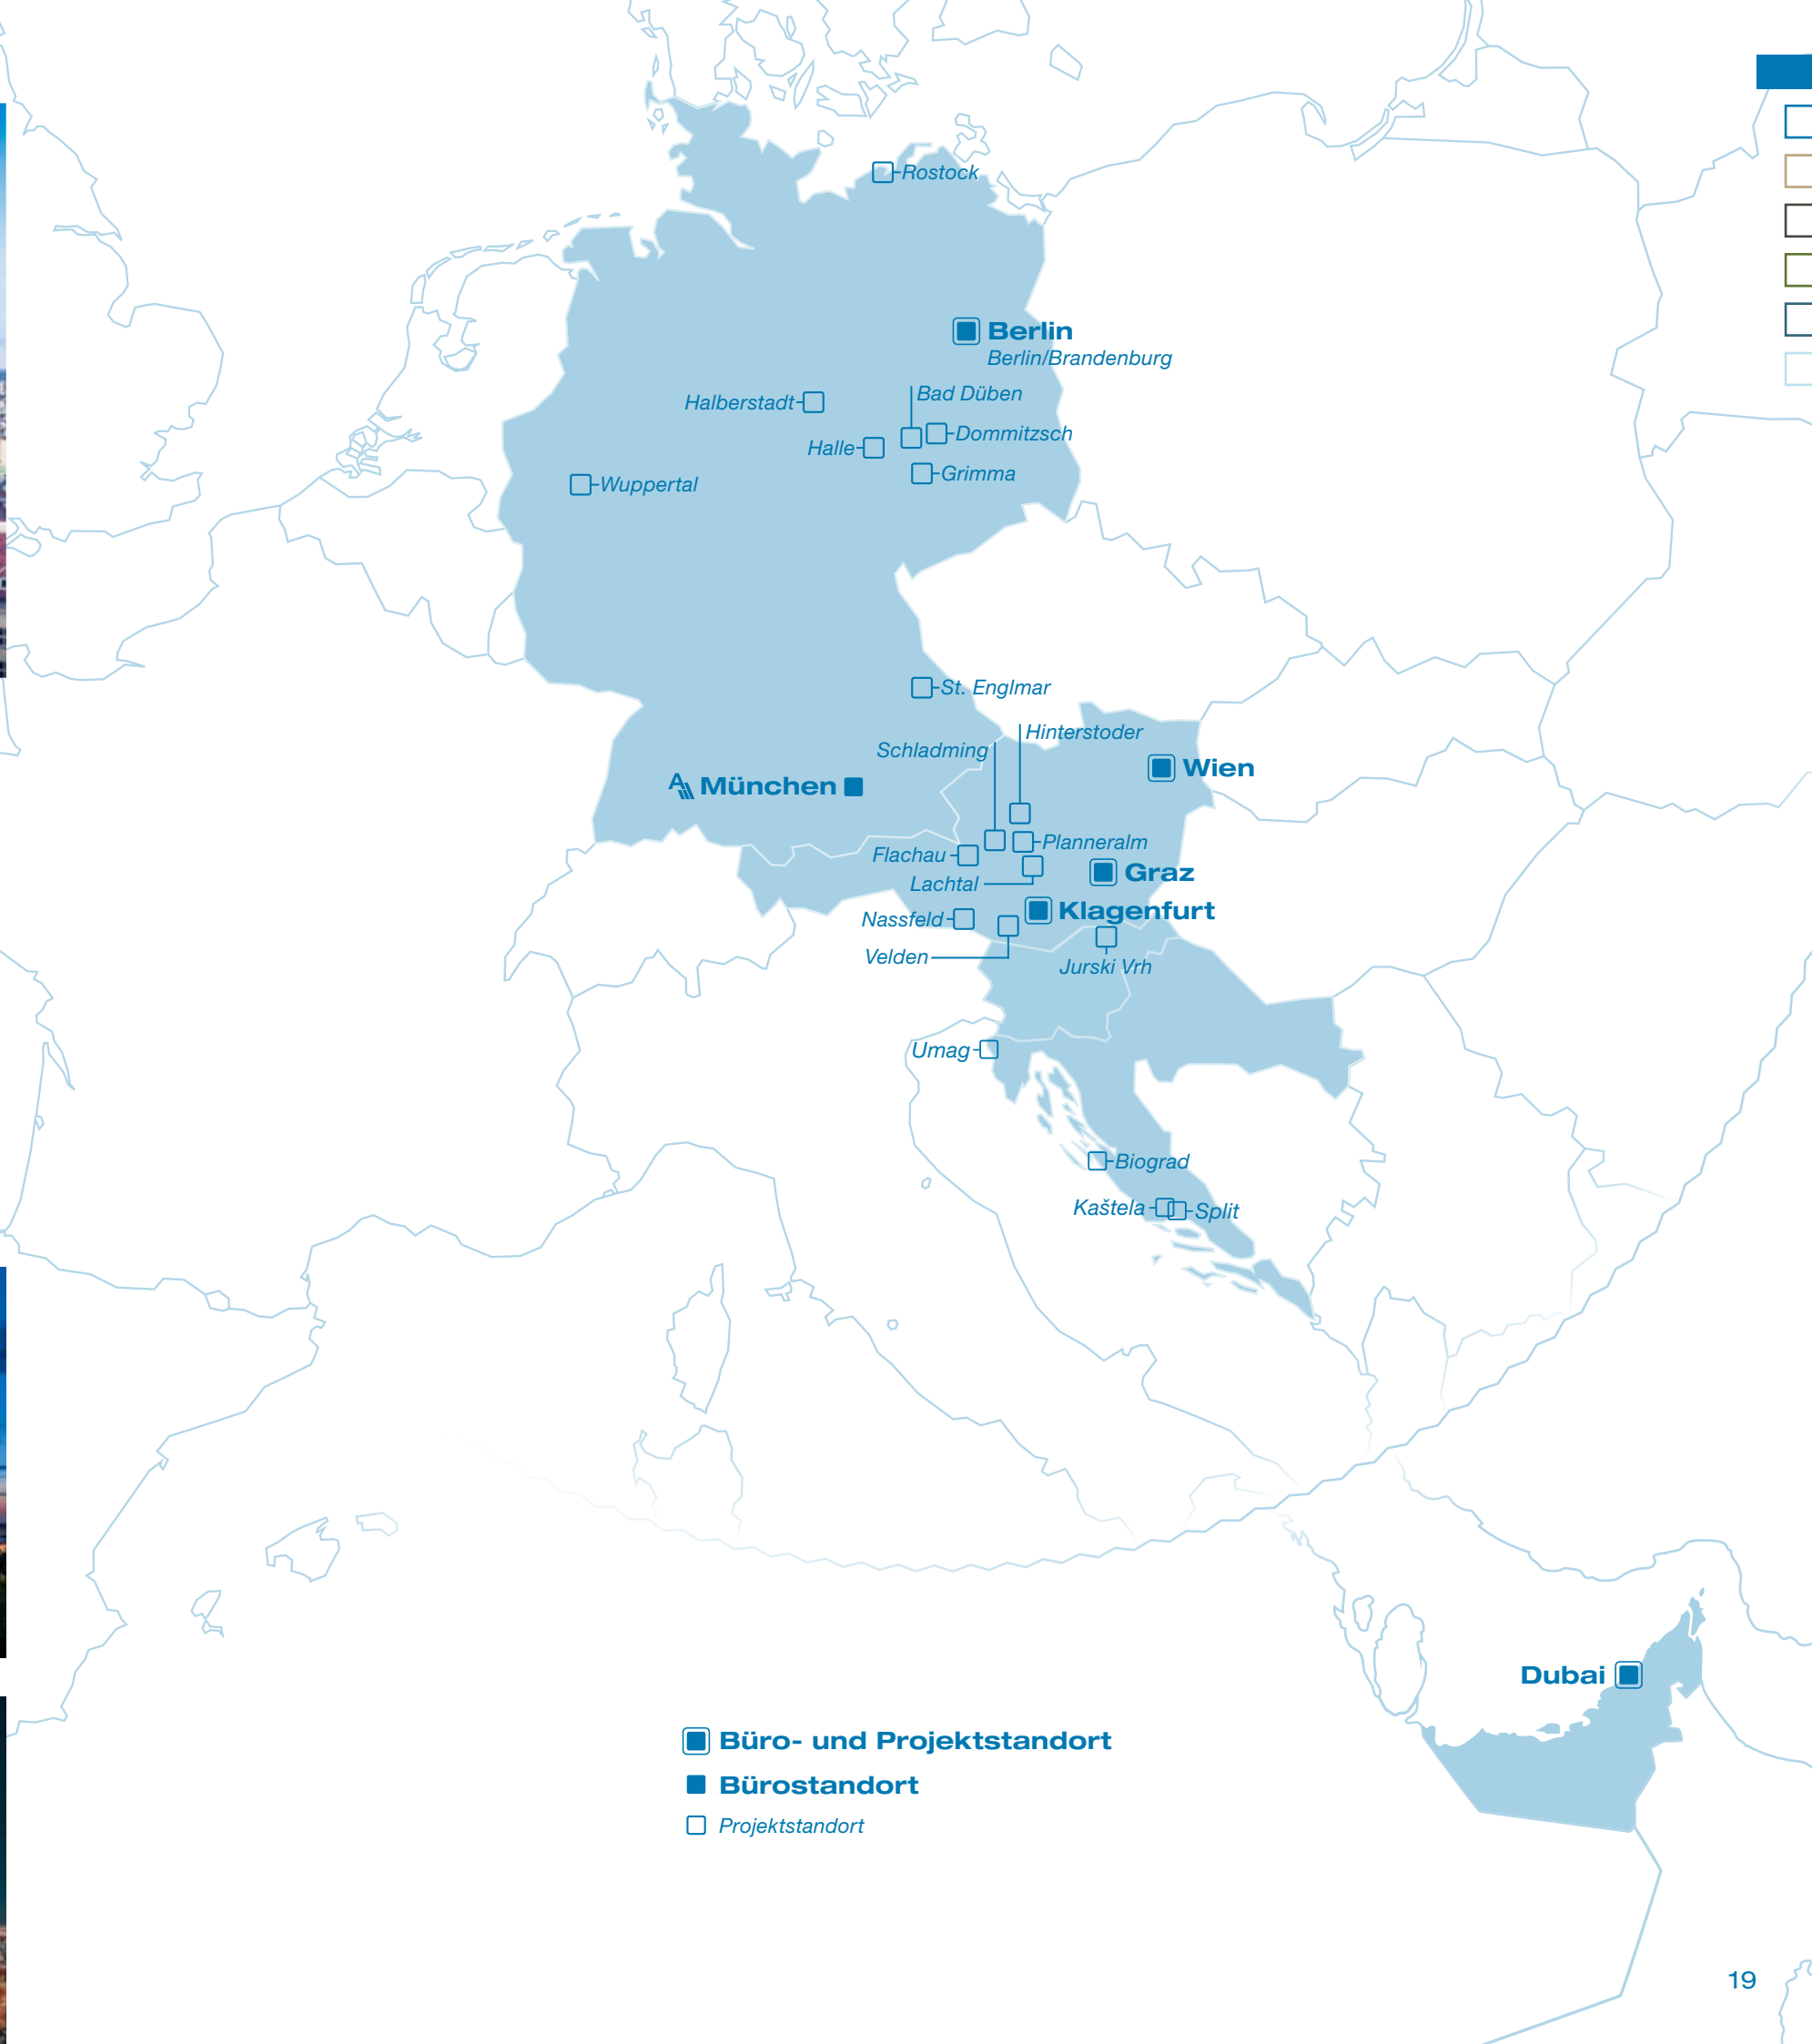 Rostock
Berlin
Berlin/Brandenburg
Bad Düben
Halberstadt
Dommitzsch
Halle
Grimma
Wuppertal
St. Englmar
Hinterstoder
Schladming
Wien
München
Planneralm
Flachau
Graz
Lachtal
Klagenfurt
Nassfeld
Velden
Jurski Vrh
Umag
Biograd
Kaštela
Split
Dubai
Büro- und Projektstandort
Bürostandort
Projektstandort
19